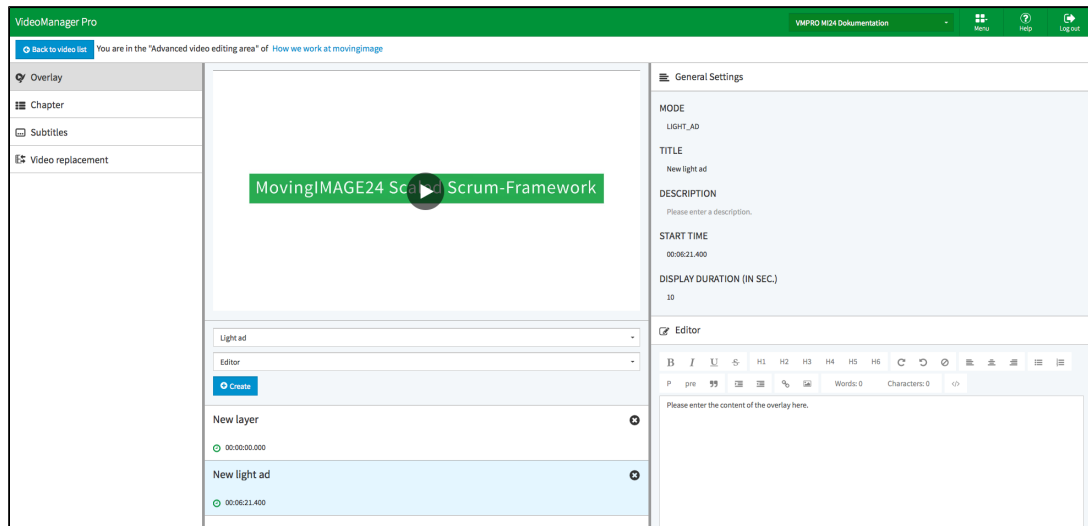 VideoManager Pro
VMPRO MI24 Dokumentation
Menu
Help
Log out
Back to video list
You are in the "Advanced video editing area" of How we work at movingimage
Overlay
Chapter
Subtitles
Video replacement
MovingIMAGE24 Scaled Scrum-Framework
Light ad
Editor
Create
New layer
00:00:00.000
New light ad
00:06:21.400
General Settings
MODE
LIGHT_AD
TITLE
New light ad
DESCRIPTION
Please enter a description.
START TIME
00:06:21.400
DISPLAY DURATION (IN SEC.)
10
Editor
B I U S H1 H2 H3 H4 H5 H6
P pre Words: 0 Characters: 0 </>
Please enter the content of the overlay here.